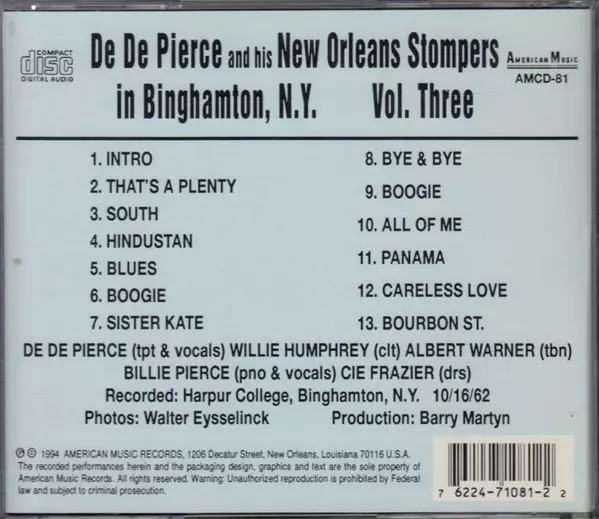 COMPACT
disc
DIGITAL AUDIO
De De Pierce and his New Orleans Stompers
in Binghamton, N.Y. Vol. Three
AMERICAN MUSIC
AMCD-81
1. INTRO
2. THAT'S A PLENTY
3. SOUTH
4. HINDUSTAN
5. BLUES
6. BOOGIE
7. SISTER KATE
8. BYE & BYE
9. BOOGIE
10. ALL OF ME
11. PANAMA
12. CARELESS LOVE
13. BOURBON ST.
DE DE PIERCE (tpt & vocals) WILLIE HUMPHREY (clt) ALBERT WARNER (tbn)
BILLIE PIERCE (pno & vocals) CIE FRAZIER (drs)
Recorded: Harpur College, Binghamton, N.Y. 10/16/62
Photos: Walter Eysselinck Production: Barry Martyn
℗ © 1994 AMERICAN MUSIC RECORDS, 1206 Decatur Street, New Orleans, Louisiana 70116 U.S.A.
The recorded performances herein and the packaging design, graphics and text are the sole property of
American Music Records. All rights reserved. Warning: Unauthorized reproduction is prohibited by Federal
law and subject to criminal prosecution.
7 62247-71081-2 2